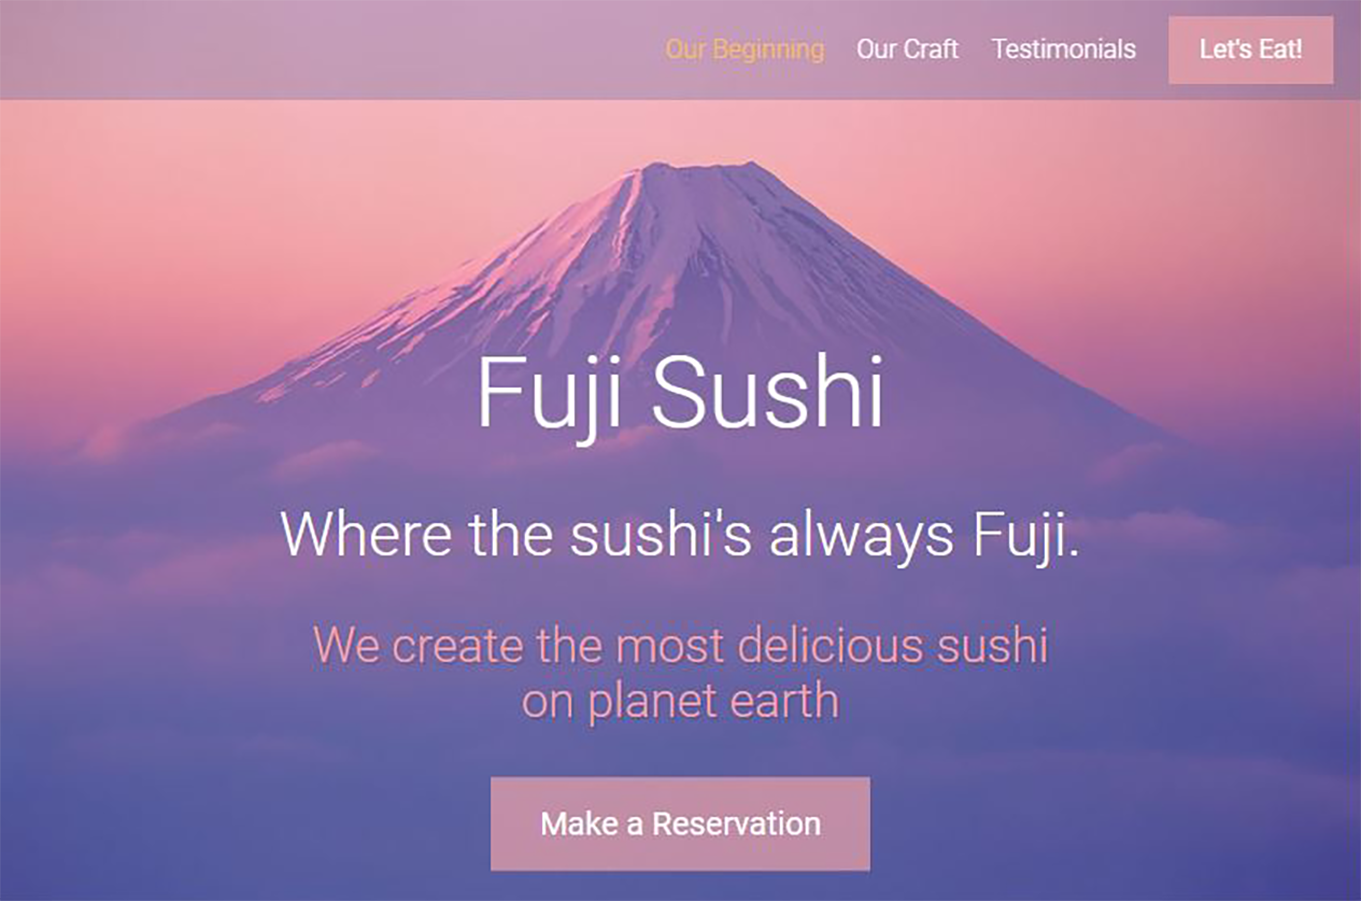 Our Beginning Our Craft Testimonials Let's Eat!
Fuji Sushi
Where the sushi's always Fuji.
We create the most delicious sushi
on planet earth
Make a Reservation